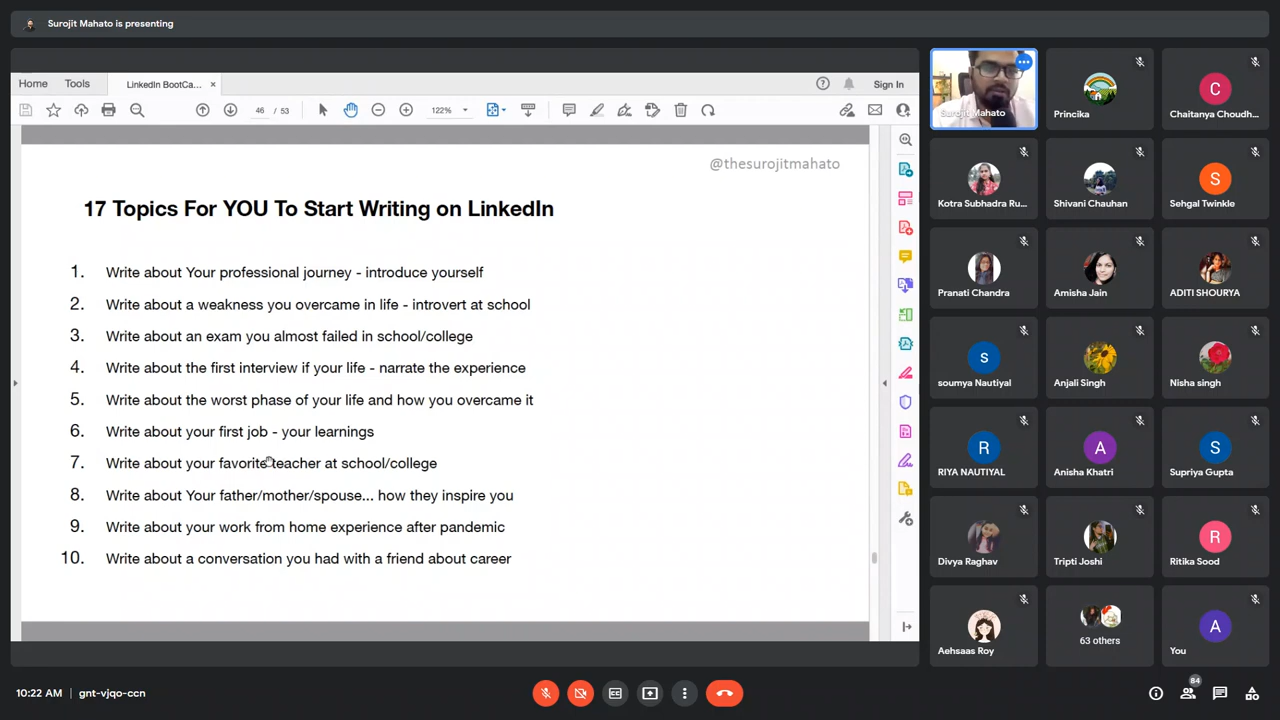 Surojit Mahato is presenting
Home Tools LinkedIn BootCa... × Sign In
46 / 53 122%
@thesurojitmahato
17 Topics For YOU To Start Writing on LinkedIn
1. Write about Your professional journey - introduce yourself
2. Write about a weakness you overcame in life - introvert at school
3. Write about an exam you almost failed in school/college
4. Write about the first interview if your life - narrate the experience
5. Write about the worst phase of your life and how you overcame it
6. Write about your first job - your learnings
7. Write about your favorite teacher at school/college
8. Write about Your father/mother/spouse... how they inspire you
9. Write about your work from home experience after pandemic
10. Write about a conversation you had with a friend about career
Surojit Mahato
Princika
C
Chaitanya Choudh...
Kotra Subhadra Ru...
Shivani Chauhan
S
Sehgal Twinkle
Pranati Chandra
Amisha Jain
ADITI SHOURYA
s
soumya Nautiyal
Anjali Singh
Nisha singh
R
RIYA NAUTIYAL
A
Anisha Khatri
S
Supriya Gupta
Divya Raghav
Tripti Joshi
R
Ritika Sood
Aehsaas Roy
63 others
A
You
10:22 AM | gnt-vjqo-ccn
84